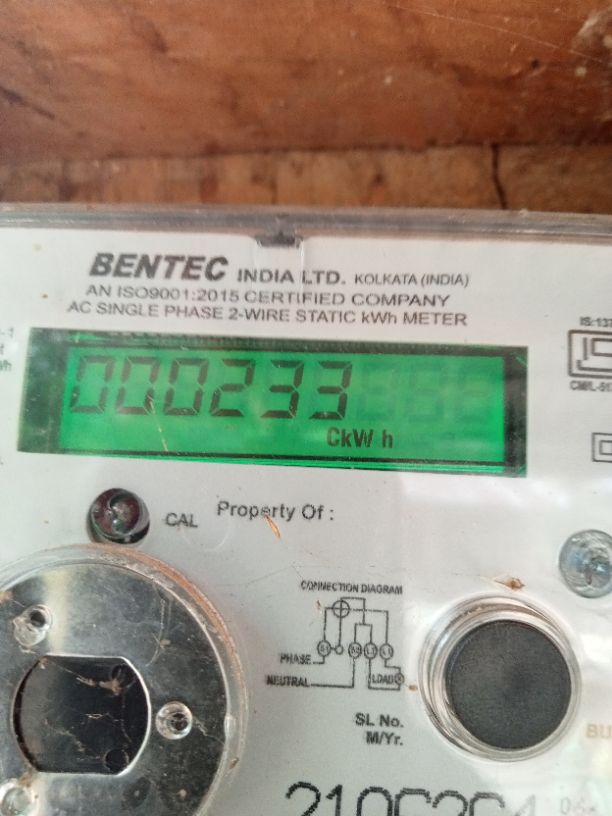 BENTEC INDIA LTD. KOLKATA (INDIA)
AN ISO9001:2015 CERTIFIED COMPANY
AC SINGLE PHASE 2-WIRE STATIC kWh METER
000233
CkW h
CAL
Property Of :
CONNECTION DIAGRAM
PHASE
NEUTRAL
LOAD
SL No.
M/Yr.